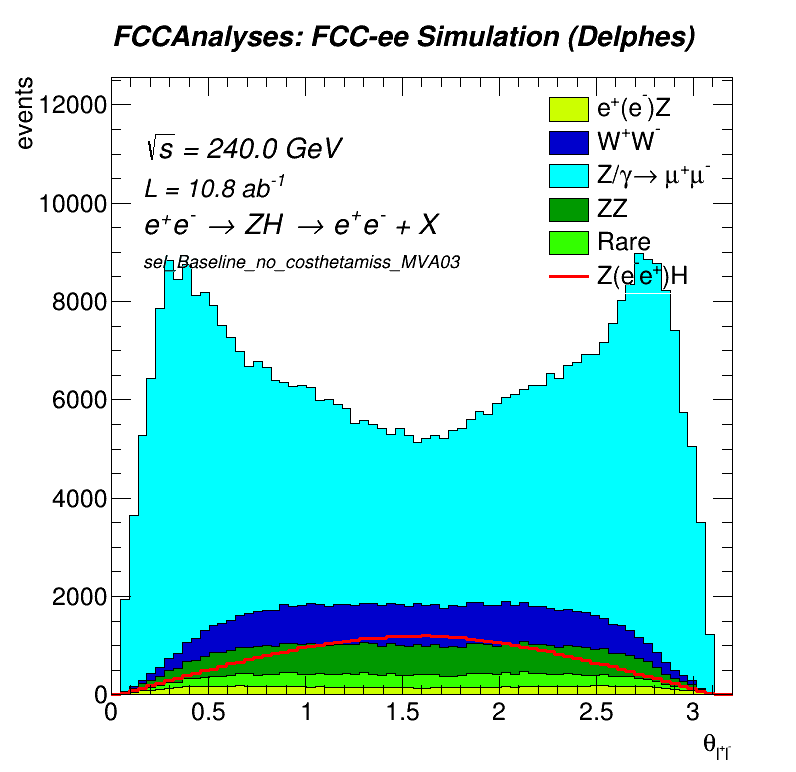 FCCAnalyses: FCC-ee Simulation (Delphes)
events
12000
10000
8000
6000
4000
2000
0
√s = 240.0 GeV
L = 10.8 ab⁻¹
e⁺e⁻ → ZH → e⁺e⁻ + X
sel_Baseline_no_costhetamiss_MVA03
e⁺(e⁻)Z
W⁺W⁻
Z/γ→ μ⁺μ⁻
ZZ
Rare
Z(e⁻e⁺)H
0 0.5 1 1.5 2 2.5 3
θ_l⁺l⁻